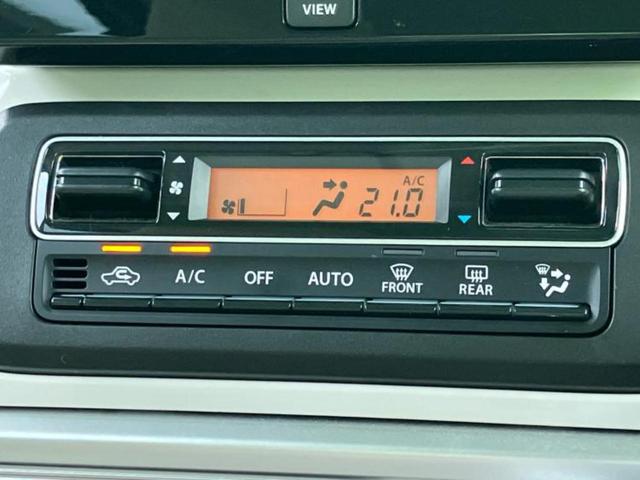 VIEW
A/C
21.0
A/C OFF AUTO FRONT REAR